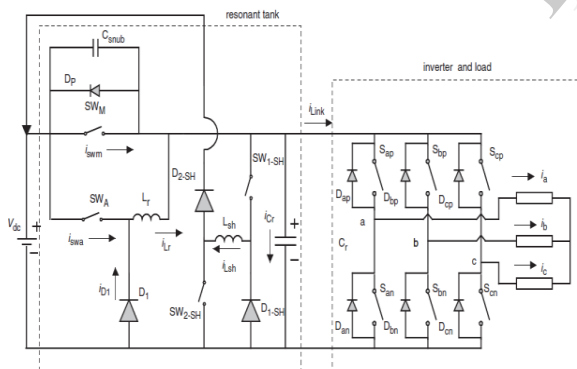 resonant tank
inverter and load
C_snub
D_P
SW_M
i_swm
SW_A
L_r
i_swa
i_Lr
V_dc
+
−
i_D1
D_1
D_2-SH
SW_1-SH
L_sh
i_Lsh
SW_2-SH
D_1-SH
i_Cr
+
−
i_Link
C_r
S_ap
S_bp
S_cp
D_ap
D_bp
D_cp
a
b
c
i_a
i_b
i_c
S_an
S_bn
S_cn
D_an
D_bn
D_cn